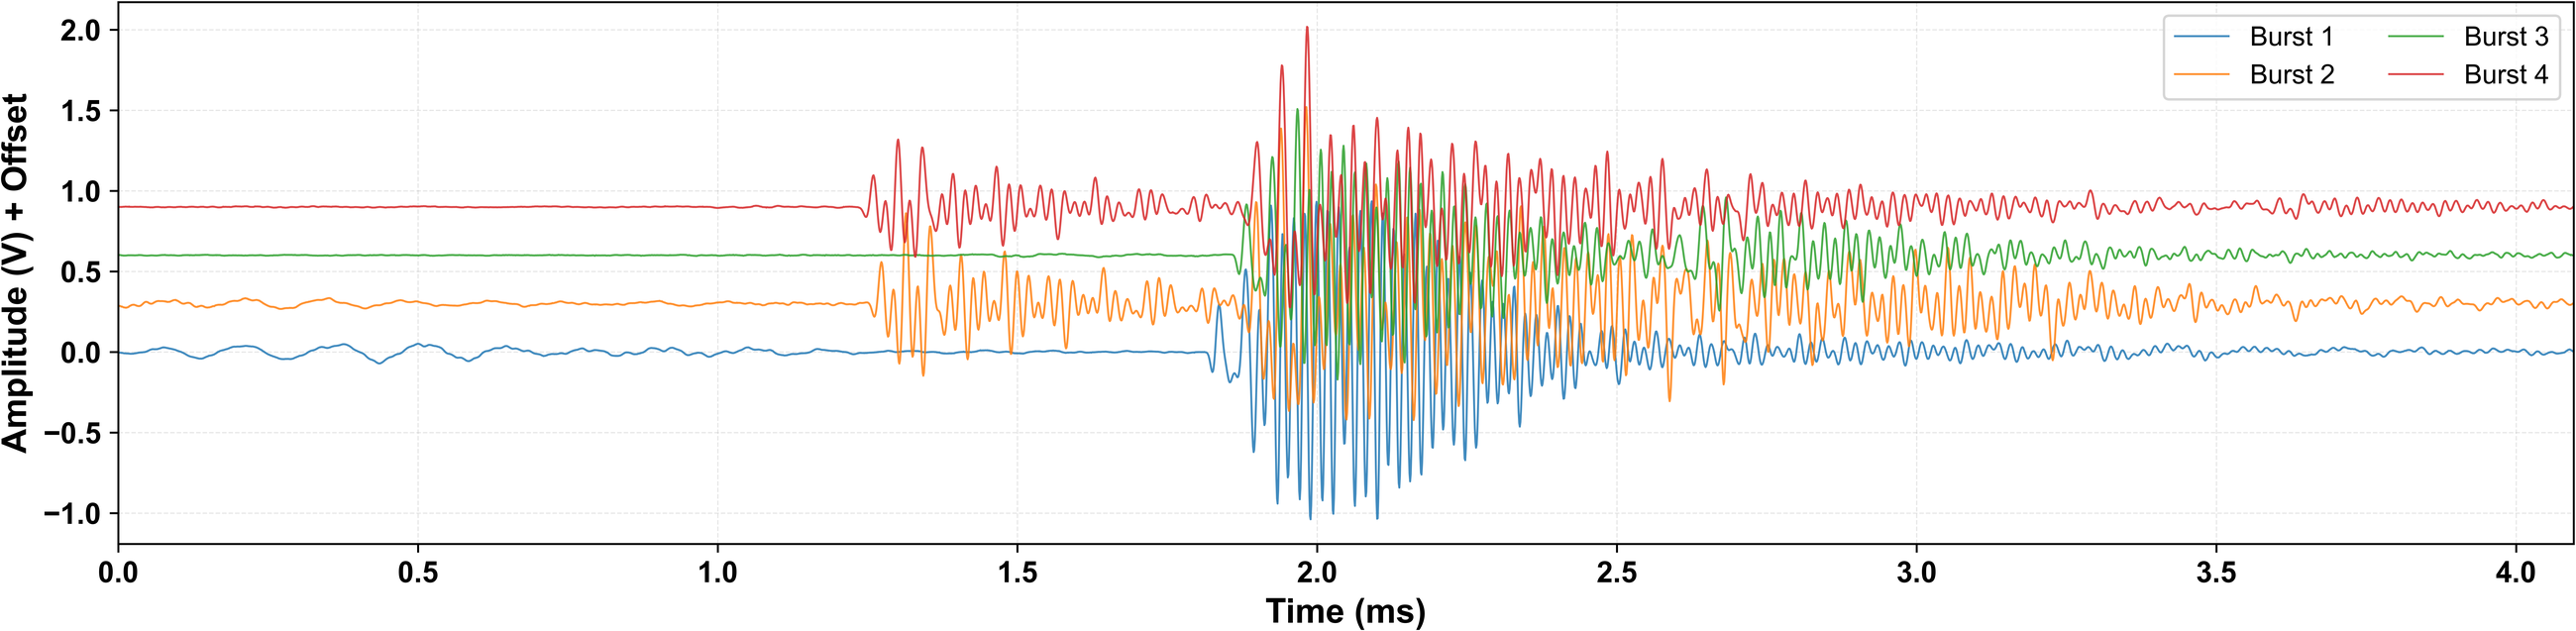 Amplitude (V) + Offset
2.0
1.5
1.0
0.5
0.0
−0.5
−1.0
Burst 1
Burst 2
Burst 3
Burst 4
0.0 0.5 1.0 1.5 2.0 2.5 3.0 3.5 4.0
Time (ms)